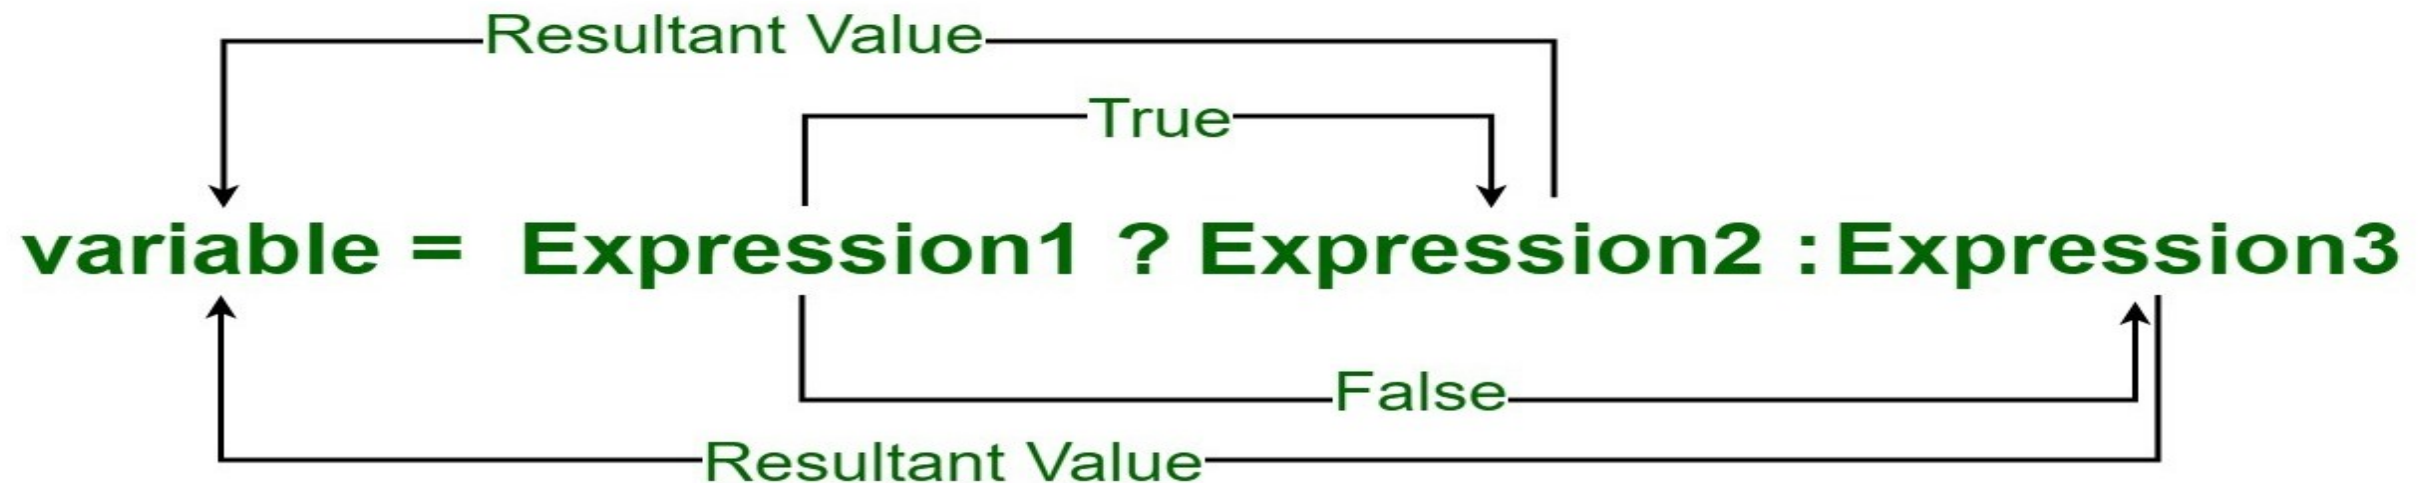 Resultant Value
True
variable = Expression1 ? Expression2 : Expression3
False
Resultant Value